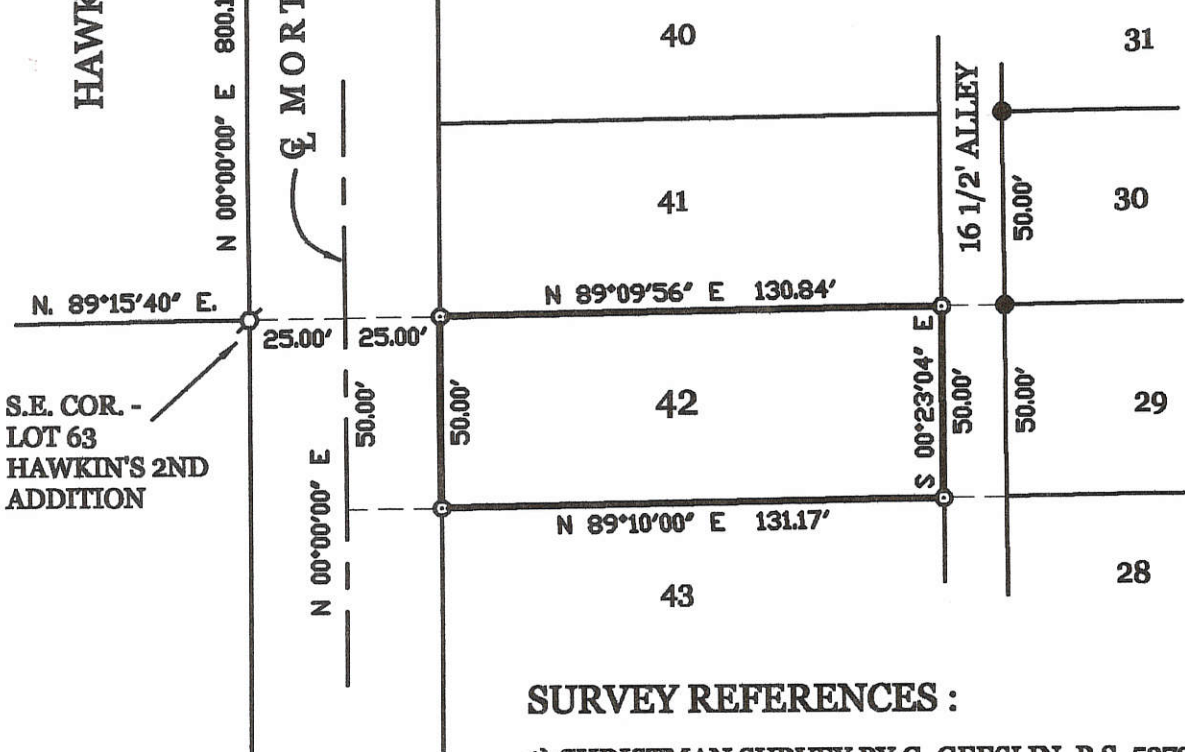 HAWK
N 00°00'00" E 800.1
℄ MORT
40
31
16 1/2' ALLEY
41
50.00'
30
N. 89°15'40" E.
N 89°09'56" E 130.84'
25.00'
25.00'
S.E. COR. -
LOT 63
HAWKIN'S 2ND
ADDITION
50.00'
50.00'
42
S 00°23'04" E
50.00'
50.00'
29
N 00°00'00" E
N 89°10'00" E 131.17'
43
28
SURVEY REFERENCES :